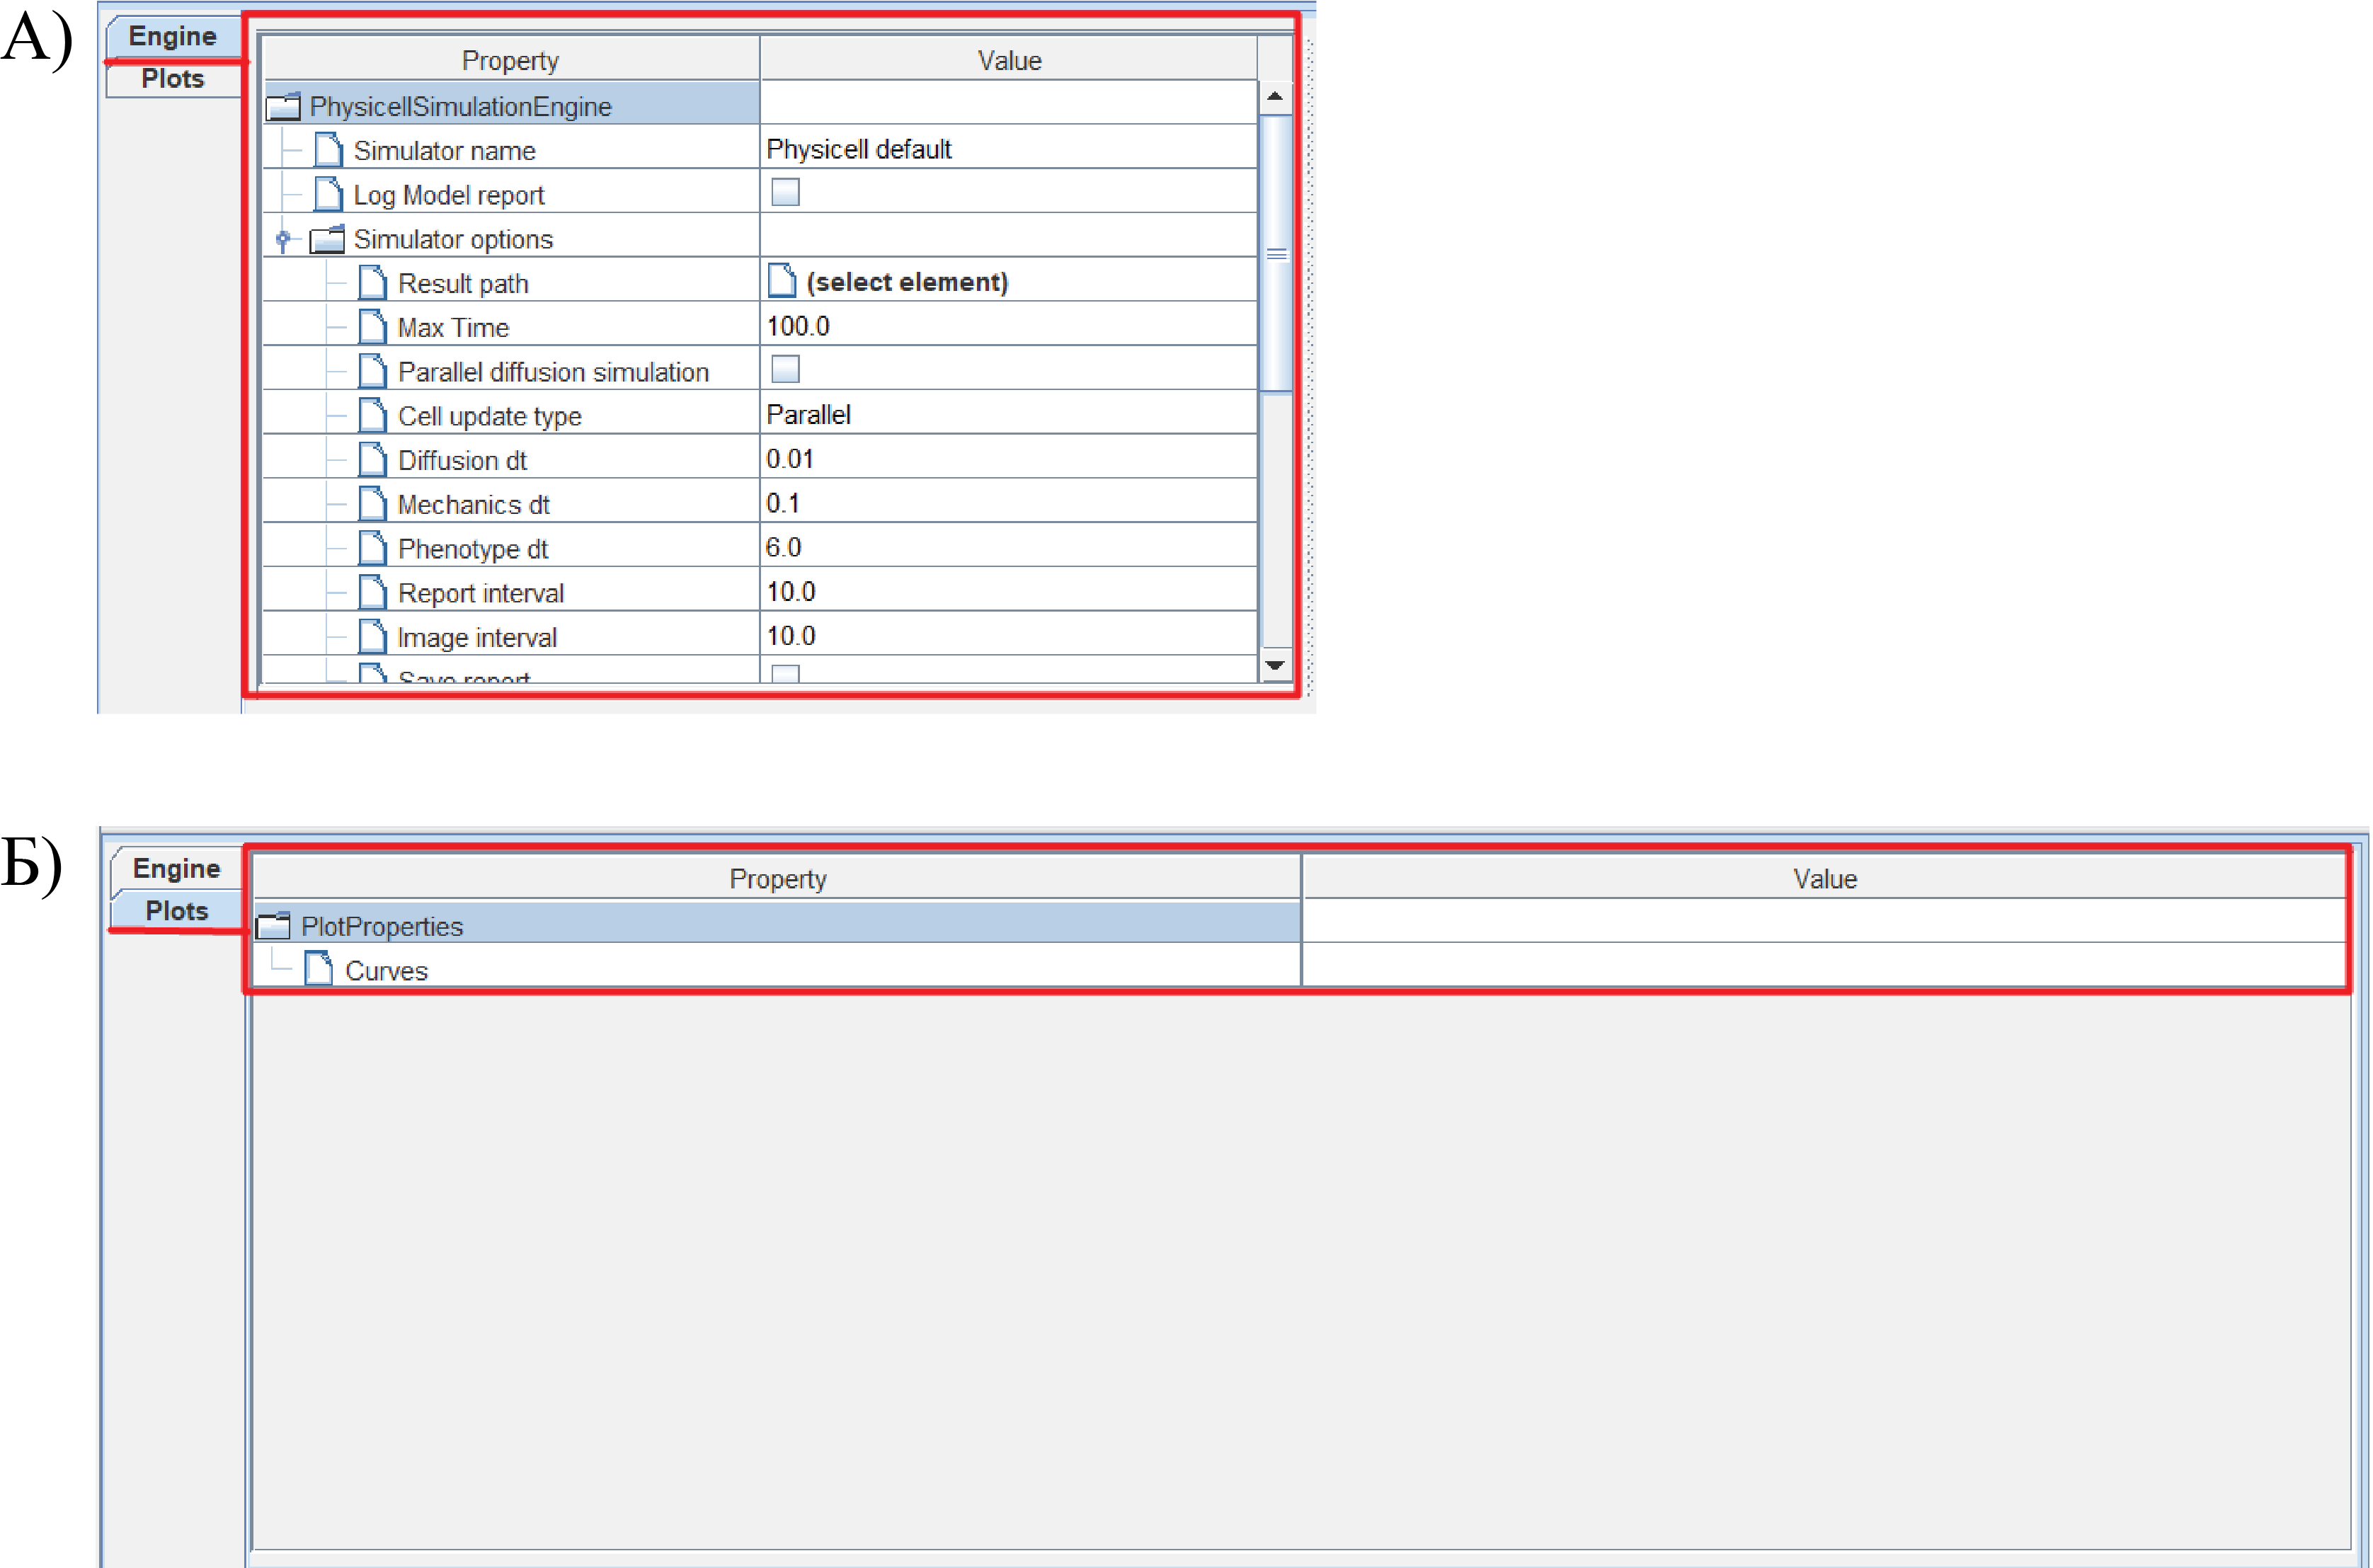 А)
Engine
Plots
Property Value
PhysicellSimulationEngine
Simulator name Physicell default
Log Model report
Simulator options
Result path (select element)
Max Time 100.0
Parallel diffusion simulation
Cell update type Parallel
Diffusion dt 0.01
Mechanics dt 0.1
Phenotype dt 6.0
Report interval 10.0
Image interval 10.0
Save report
Б)
Engine
Plots
Property Value
PlotProperties
Curves